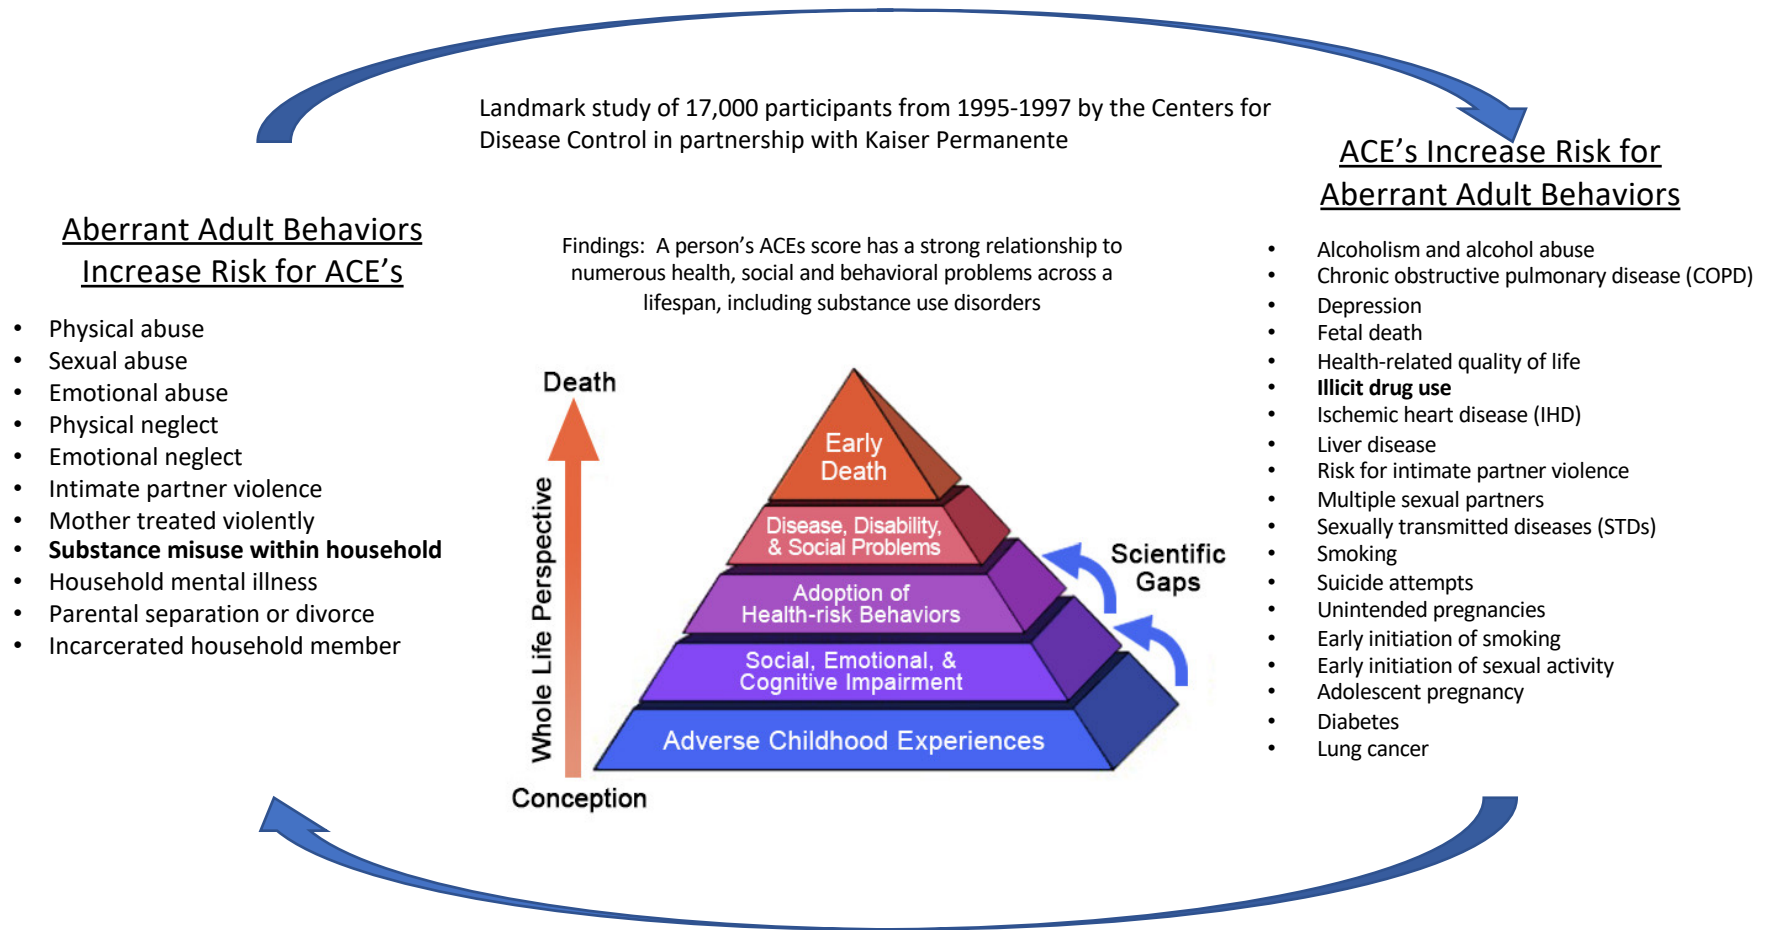 Landmark study of 17,000 participants from 1995-1997 by the Centers for
Disease Control in partnership with Kaiser Permanente
Aberrant Adult Behaviors
Increase Risk for ACE's
• Physical abuse
• Sexual abuse
• Emotional abuse
• Physical neglect
• Emotional neglect
• Intimate partner violence
• Mother treated violently
• Substance misuse within household
• Household mental illness
• Parental separation or divorce
• Incarcerated household member
Findings: A person's ACEs score has a strong relationship to
numerous health, social and behavioral problems across a
lifespan, including substance use disorders
Death
Whole Life Perspective
Conception
Early
Death
Disease, Disability,
& Social Problems
Adoption of
Health-risk Behaviors
Social, Emotional, &
Cognitive Impairment
Adverse Childhood Experiences
Scientific
Gaps
ACE's Increase Risk for
Aberrant Adult Behaviors
• Alcoholism and alcohol abuse
• Chronic obstructive pulmonary disease (COPD)
• Depression
• Fetal death
• Health-related quality of life
• Illicit drug use
• Ischemic heart disease (IHD)
• Liver disease
• Risk for intimate partner violence
• Multiple sexual partners
• Sexually transmitted diseases (STDs)
• Smoking
• Suicide attempts
• Unintended pregnancies
• Early initiation of smoking
• Early initiation of sexual activity
• Adolescent pregnancy
• Diabetes
• Lung cancer